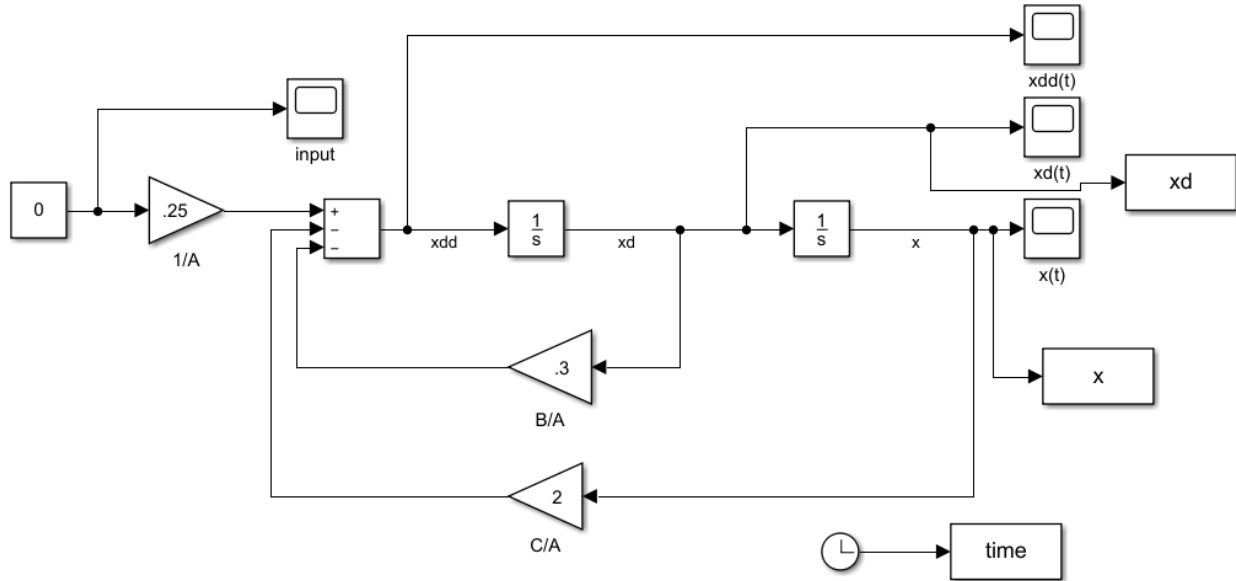 xdd(t)
input
xd(t)
xd
0
.25
+
−
−
1/A
xdd
1
s
xd
1
s
x
x(t)
.3
B/A
x
2
C/A
time